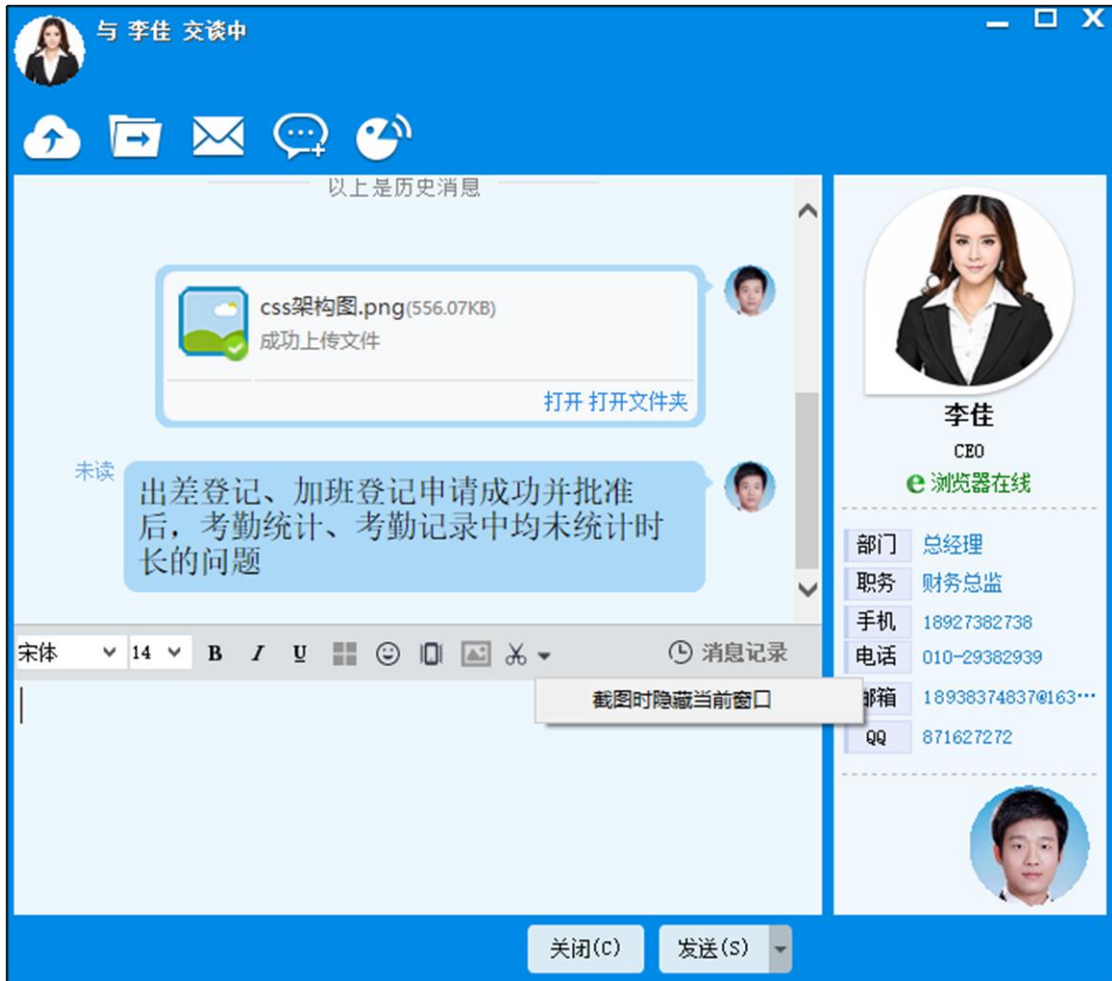 与 李佳 交谈中
以上是历史消息
css架构图.png(556.07KB)
成功上传文件
打开 打开文件夹
未读
出差登记、加班登记申请成功并批准
后，考勤统计、考勤记录中均未统计时
长的问题
宋体 14 B I U 消息记录
截图时隐藏当前窗口
关闭(C) 发送(S)
李佳
CEO
浏览器在线
部门 总经理
职务 财务总监
手机 18927382738
电话 010-29382939
邮箱 18938374837@163…
QQ 871627272